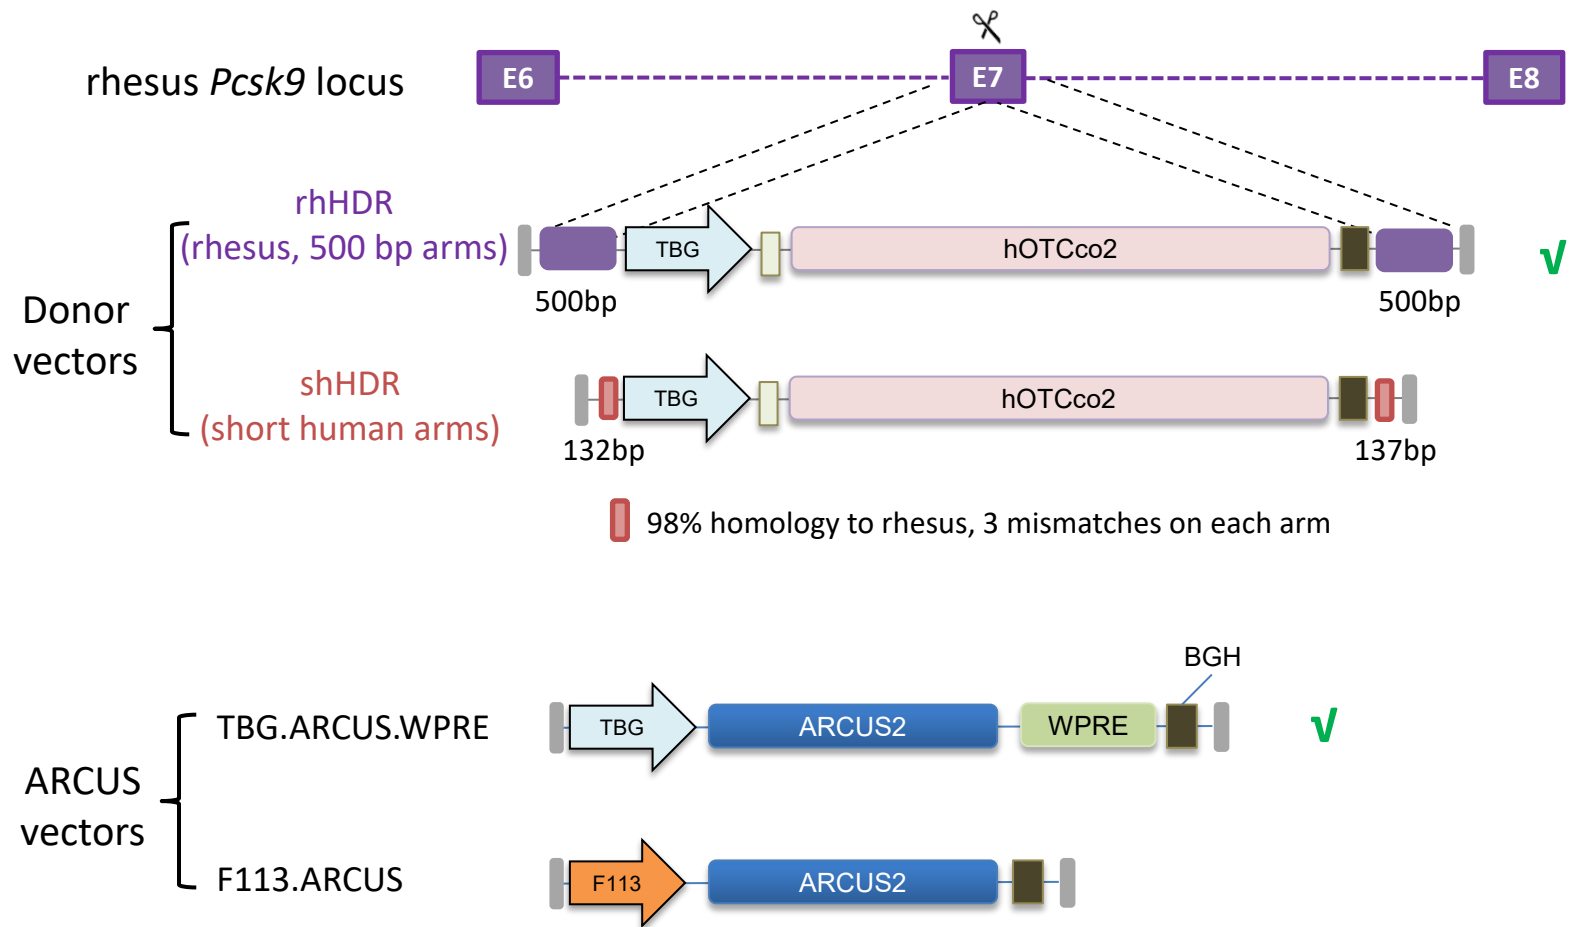 rhesus Pcsk9 locus
E6
E7
E8
Donor
vectors
rhHDR
(rhesus, 500 bp arms)
TBG
hOTCco2
√
500bp
500bp
shHDR
(short human arms)
TBG
hOTCco2
132bp
137bp
98% homology to rhesus, 3 mismatches on each arm
ARCUS
vectors
BGH
TBG.ARCUS.WPRE
TBG
ARCUS2
WPRE
√
F113.ARCUS
F113
ARCUS2